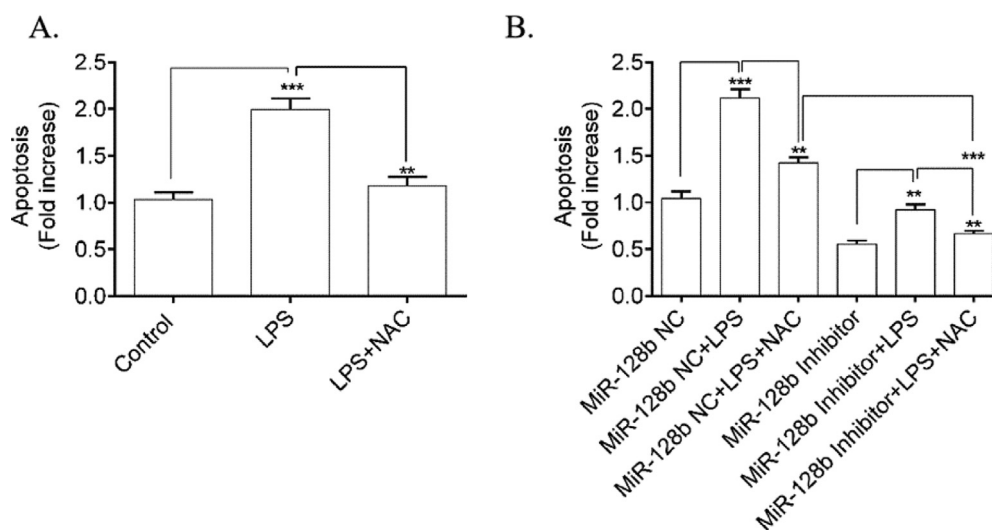 A.
Apoptosis
(Fold increase)
2.5
2.0
1.5
1.0
0.5
0.0
***
**
Control
LPS
LPS+NAC
B.
Apoptosis
(Fold increase)
2.5
2.0
1.5
1.0
0.5
0.0
***
**
**
***
**
MiR-128b NC
MiR-128b NC+LPS
MiR-128b NC+LPS+NAC
MiR-128b Inhibitor
MiR-128b Inhibitor+LPS
MiR-128b Inhibitor+LPS+NAC